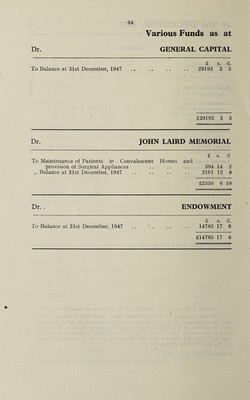 64
Various Funds as at
Dr. GENERAL CAPITAL
£ s. d.
To Balance at 31st December, 1947 .. .. .. .. 29193 3 5
£29193 3 5
Dr. JOHN LAIRD MEMORIAL
£ s d
To Maintenance of Patients in Convalescent Homes and
provision of Surgical Appliances .. .. .. 394 14 2
,, Balance at 31st December, 1947 .. .. .. .. 2161 12 8
£2556 6 10
Dr. . ENDOWMENT
£ s. d.
To Balance at 31st December, 1947 .. .. .. .. 14785 17 6
£14785 17 6